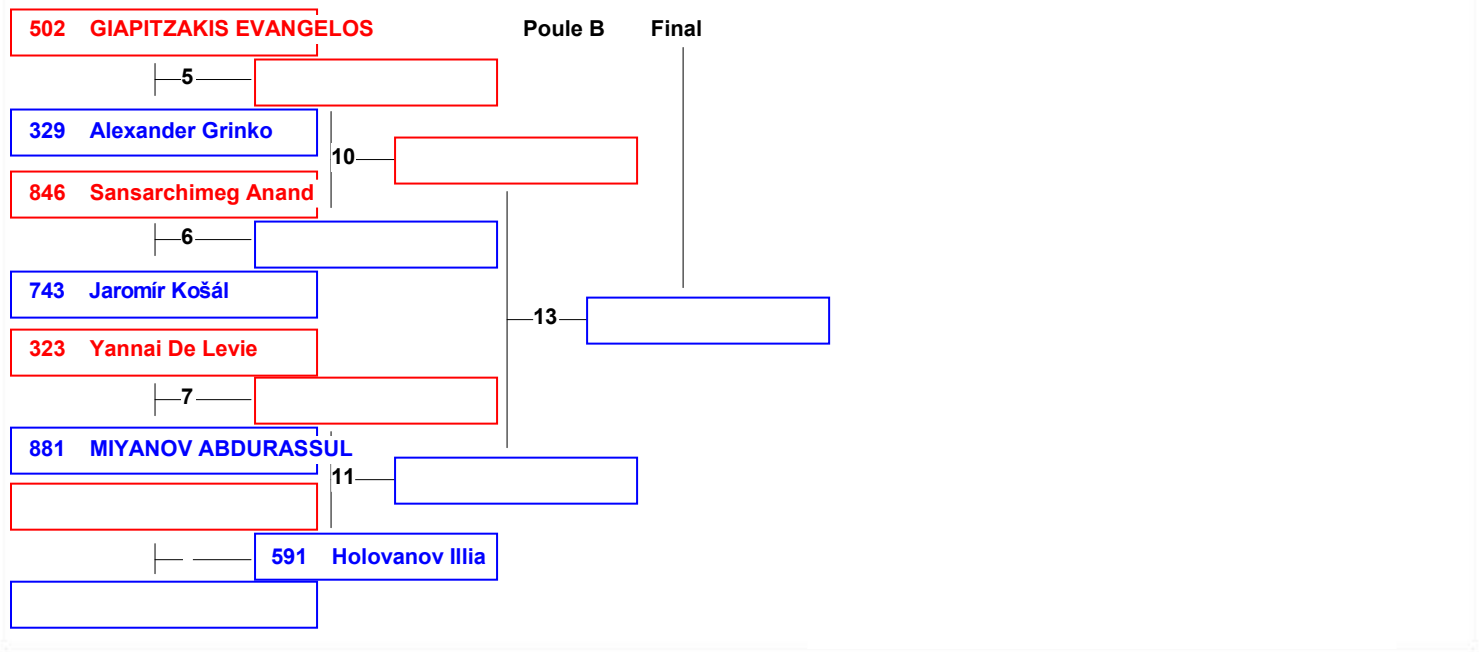 502 GIAPITZAKIS EVANGELOS
Poule B Final
5
329 Alexander Grinko
10
846 Sansarchimeg Anand
6
743 Jaromír Košál
13
323 Yannai De Levie
7
881 MIYANOV ABDURASSUL
11
591 Holovanov Illia